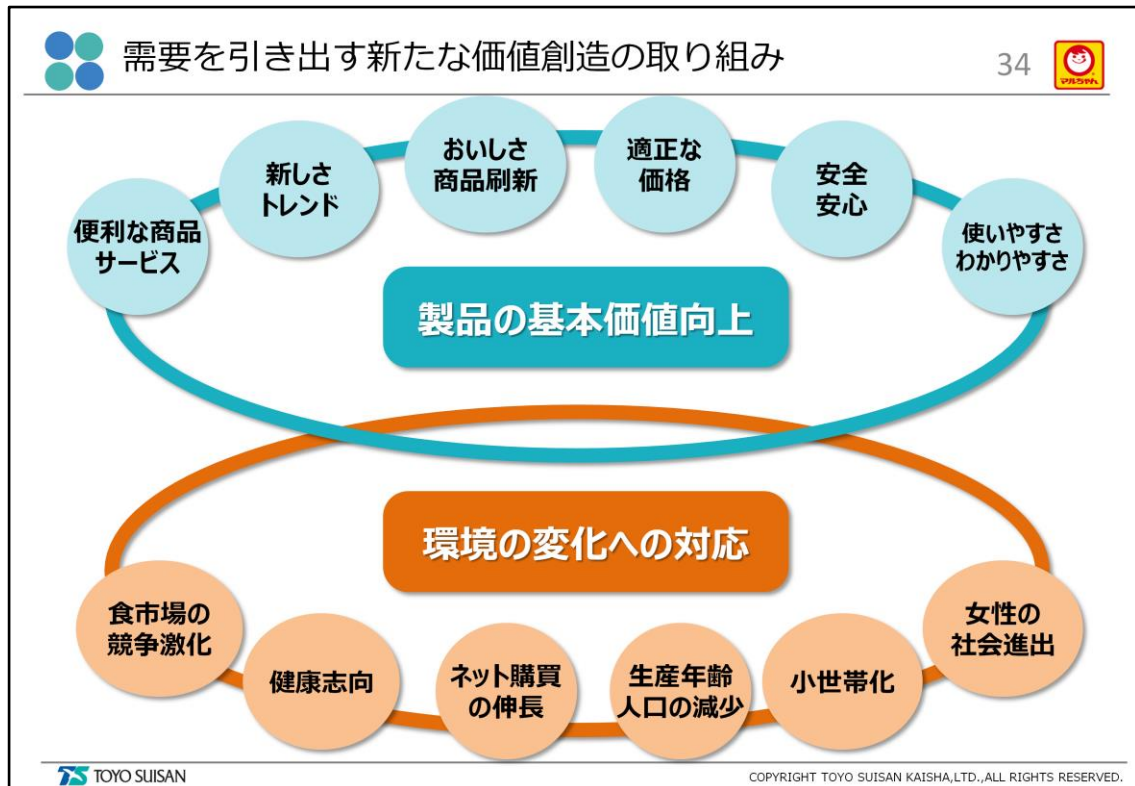 需要を引き出す新たな価値創造の取り組み
34
マルちゃん
便利な商品
サービス
新しさ
トレンド
おいしさ
商品刷新
適正な
価格
安全
安心
使いやすさ
わかりやすさ
製品の基本価値向上
環境の変化への対応
食市場の
競争激化
健康志向
ネット購買
の伸長
生産年齢
人口の減少
小世帯化
女性の
社会進出
TOYO SUISAN
COPYRIGHT TOYO SUISAN KAISHA,LTD.,ALL RIGHTS RESERVED.